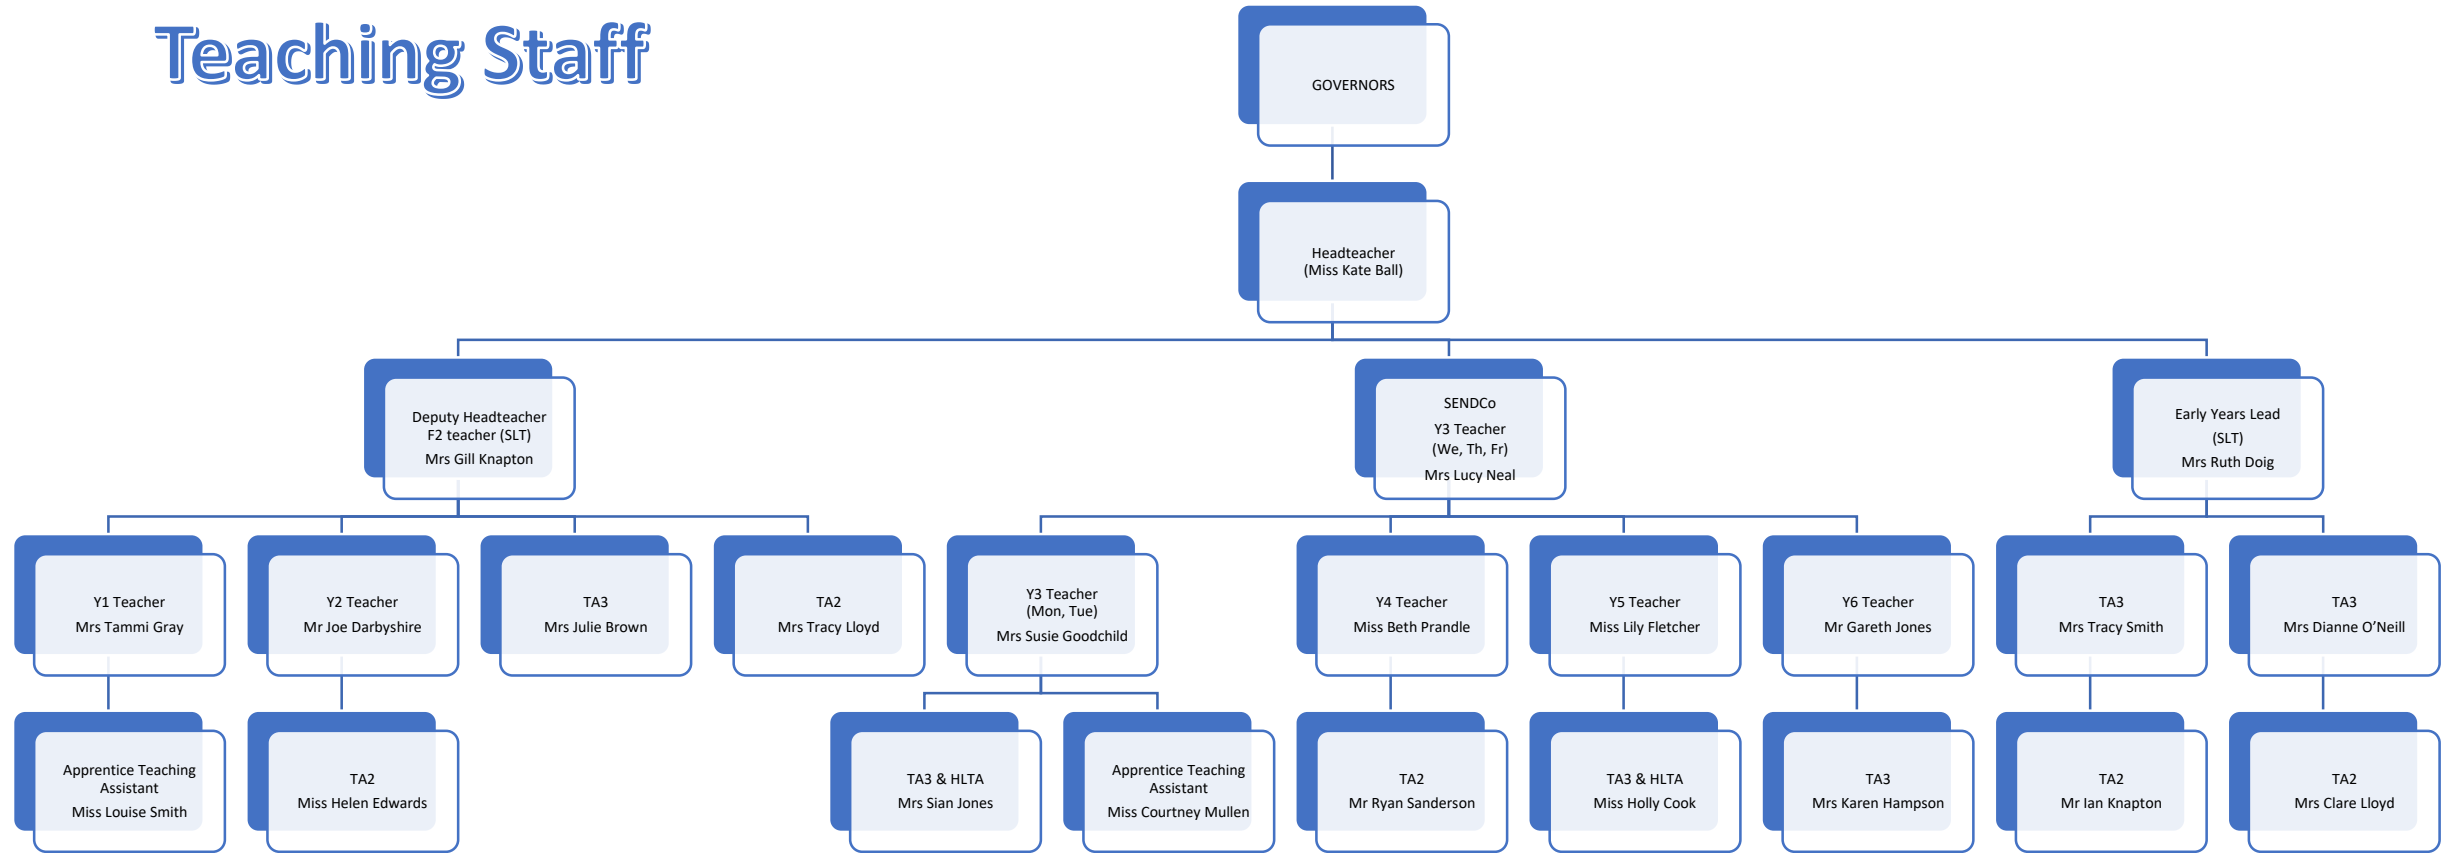 Teaching Staff
GOVERNORS
Headteacher
(Miss Kate Ball)
Deputy Headteacher
F2 teacher (SLT)
Mrs Gill Knapton
SENDCo
Y3 Teacher
(We, Th, Fr)
Mrs Lucy Neal
Early Years Lead
(SLT)
Mrs Ruth Doig
Y1 Teacher
Mrs Tammi Gray
Y2 Teacher
Mr Joe Darbyshire
TA3
Mrs Julie Brown
TA2
Mrs Tracy Lloyd
Y3 Teacher
(Mon, Tue)
Mrs Susie Goodchild
Y4 Teacher
Miss Beth Prandle
Y5 Teacher
Miss Lily Fletcher
Y6 Teacher
Mr Gareth Jones
TA3
Mrs Tracy Smith
TA3
Mrs Dianne O’Neill
Apprentice Teaching
Assistant
Miss Louise Smith
TA2
Miss Helen Edwards
TA3 & HLTA
Mrs Sian Jones
Apprentice Teaching
Assistant
Miss Courtney Mullen
TA2
Mr Ryan Sanderson
TA3 & HLTA
Miss Holly Cook
TA3
Mrs Karen Hampson
TA2
Mr Ian Knapton
TA2
Mrs Clare Lloyd